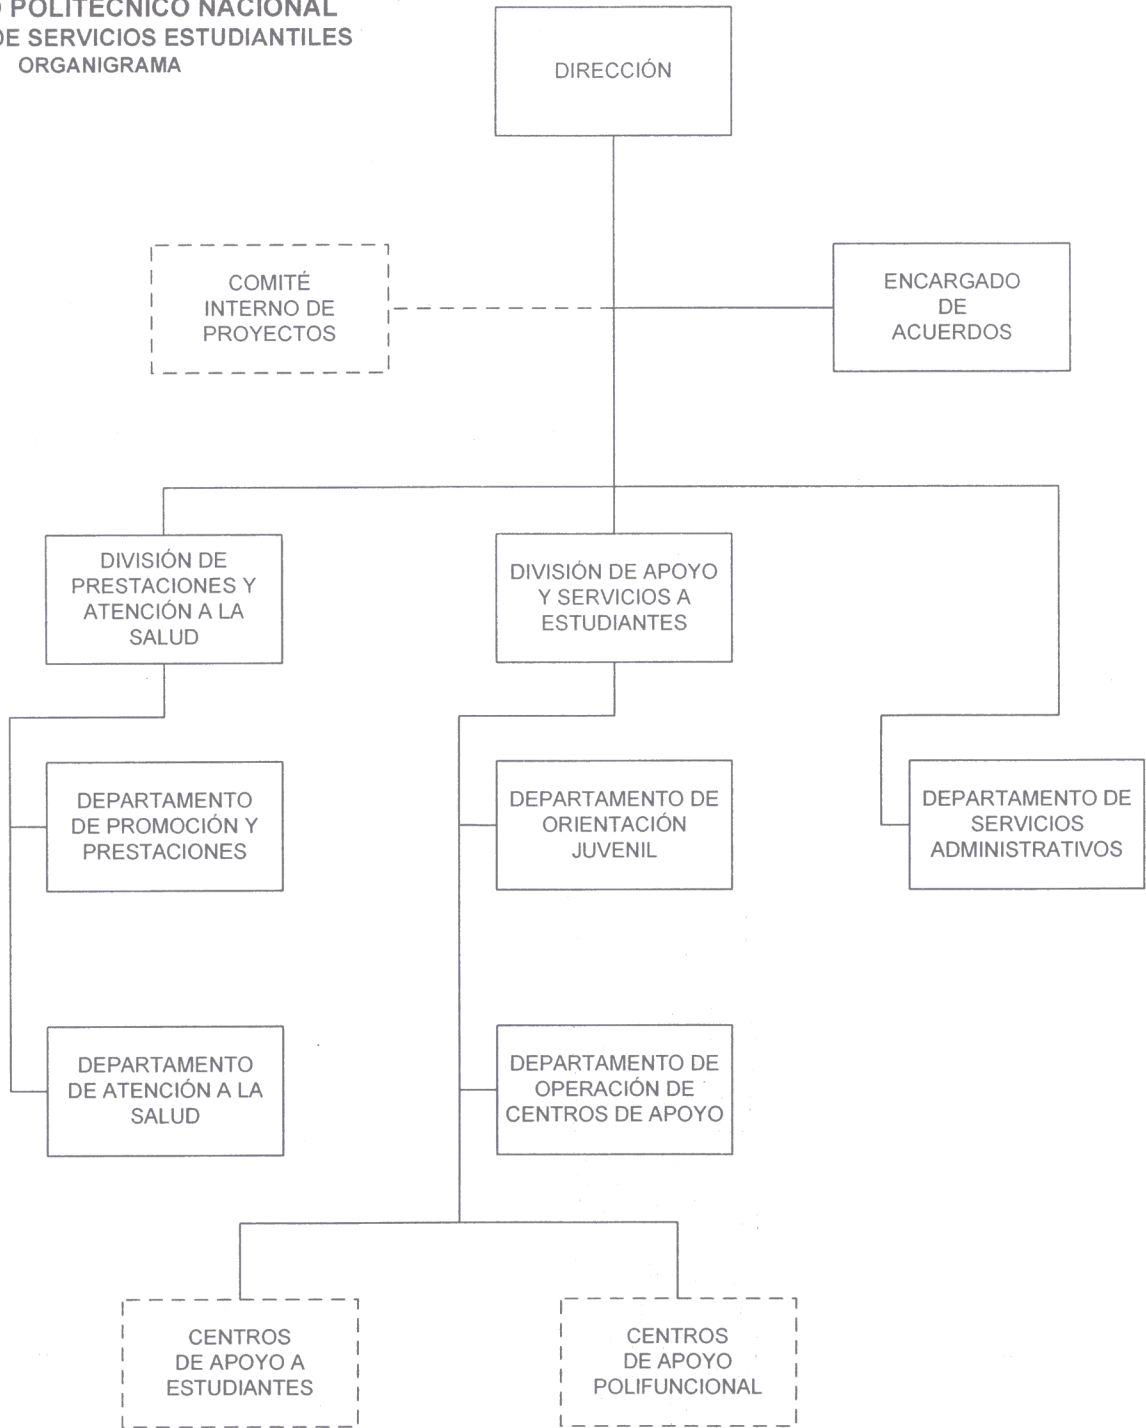 POLITÉCNICO NACIONAL
DE SERVICIOS ESTUDIANTILES
ORGANIGRAMA
DIRECCIÓN
COMITÉ
INTERNO DE
PROYECTOS
ENCARGADO
DE
ACUERDOS
DIVISIÓN DE
PRESTACIONES Y
ATENCIÓN A LA
SALUD
DIVISIÓN DE APOYO
Y SERVICIOS A
ESTUDIANTES
DEPARTAMENTO
DE PROMOCIÓN Y
PRESTACIONES
DEPARTAMENTO DE
ORIENTACIÓN
JUVENIL
DEPARTAMENTO DE
SERVICIOS
ADMINISTRATIVOS
DEPARTAMENTO
DE ATENCIÓN A LA
SALUD
DEPARTAMENTO DE
OPERACIÓN DE
CENTROS DE APOYO
CENTROS
DE APOYO A
ESTUDIANTES
CENTROS
DE APOYO
POLIFUNCIONAL